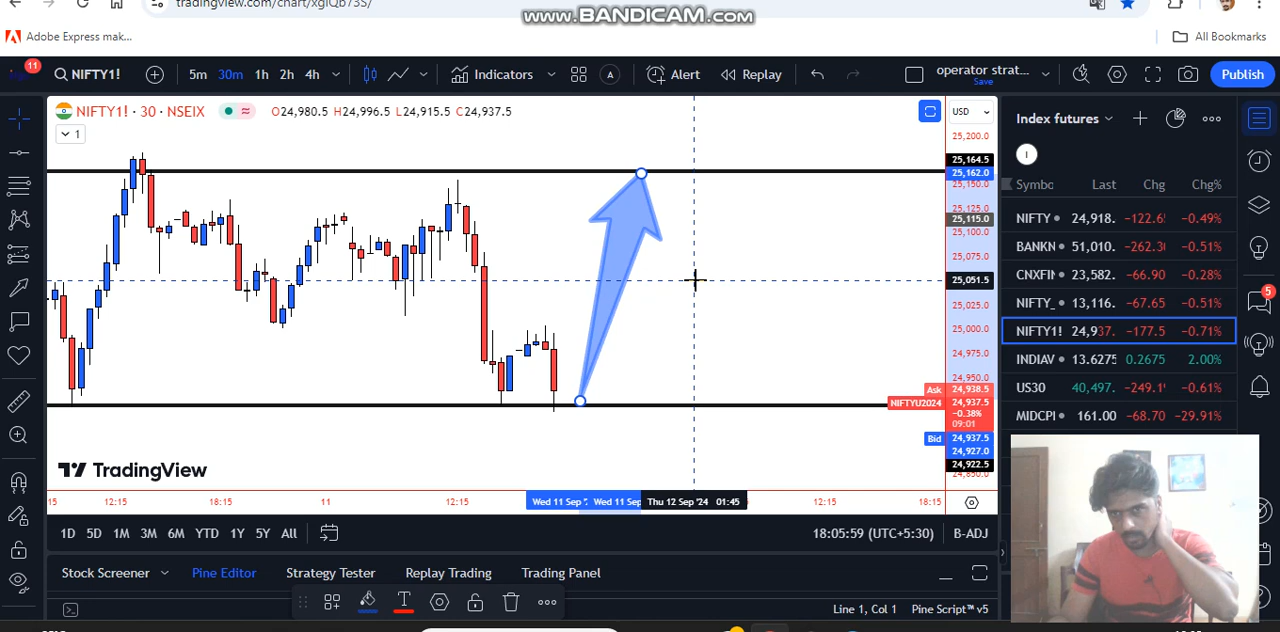 tradingview.com/chart/xgIQb73S/
www.BANDICAM.com
Adobe Express mak...
All Bookmarks
11
NIFTY1!
5m 30m 1h 2h 4h
Indicators
A
Alert
Replay
operator strat...
Save
Publish
NIFTY1! · 30 · NSEIX
O24,980.5 H24,996.5 L24,915.5 C24,937.5
1
USD
25,200.0
25,164.5
25,162.0
25,150.0
25,125.0
25,115.0
25,100.0
25,075.0
25,051.5
25,025.0
25,000.0
24,975.0
24,950.0
Ask 24,938.5
NIFTYU2024 24,937.5
−0.38%
09:01
Bid 24,937.5
24,927.0
24,922.5
24,850.0
TradingView
15 12:15 18:15 11 12:15 Wed 11 Sep '2 Wed 11 Sep Thu 12 Sep '24 01:45 12:15 18:15
1D 5D 1M 3M 6M YTD 1Y 5Y All
18:05:59 (UTC+5:30)
B-ADJ
Stock Screener
Pine Editor
Strategy Tester
Replay Trading
Trading Panel
Line 1, Col 1
Pine Script™ v5
Index futures
I
Symbo Last Chg Chg%
NIFTY 24,918. −122.6 −0.49%
BANKN 51,010. −262.3 −0.51%
CNXFIN 23,582. −66.90 −0.28%
NIFTY_ 13,116. −67.65 −0.51%
NIFTY1! 24,937. −177.5 −0.71%
INDIAV 13.6275 0.2675 2.00%
US30 40,497. −249.1 −0.61%
MIDCPI 161.00 −68.70 −29.91%
5